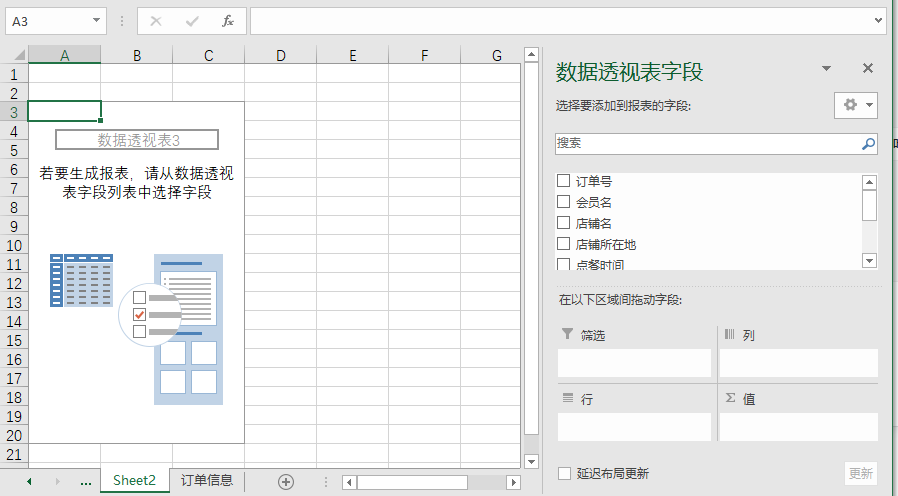 A3
fx
A B C D E F G
1
2
3
4
5
6
7
8
9
10
11
12
13
14
15
16
17
18
19
20
21
数据透视表3
若要生成报表，请从数据透视
表字段列表中选择字段
... Sheet2 订单信息
数据透视表字段
选择要添加到报表的字段:
搜索
订单号
会员名
店铺名
店铺所在地
点餐时间
在以下区域间拖动字段:
筛选
列
行
Σ 值
延迟布局更新
更新